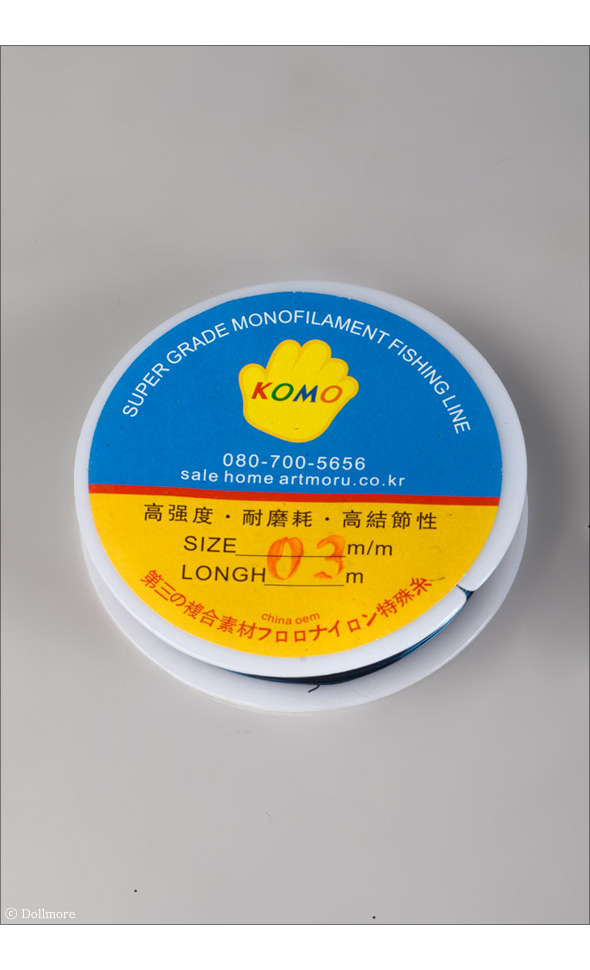 SUPER GRADE MONOFILAMENT FISHING LINE
KOMO
080-700-5656
sale home artmoru.co.kr
高强度・耐磨耗・高結節性
SIZE 03 m/m
LONGH m
china oem
第三の複合素材フロロナイロン特殊糸
© Dollmore